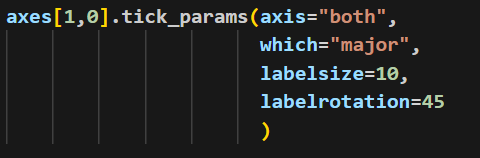 axes[1,0].tick_params(axis="both",
which="major",
labelsize=10,
labelrotation=45
)